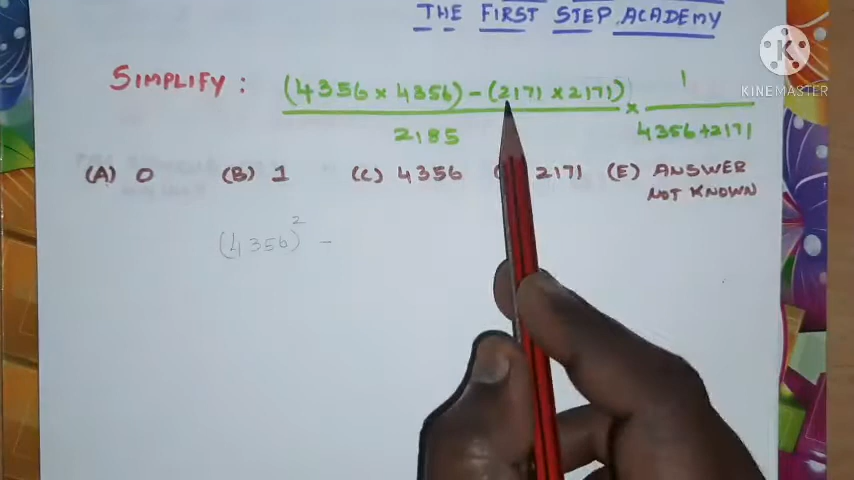 THE FIRST STEP ACADEMY
K
KINEMASTER
SIMPLIFY : (4356 x 4356) - (2171 x 2171) / 2185 x 1 / 4356+2171
(A) 0 (B) 1 (C) 4356 ( 2171 (E) ANSWER
NOT KNOWN
(4356)² -